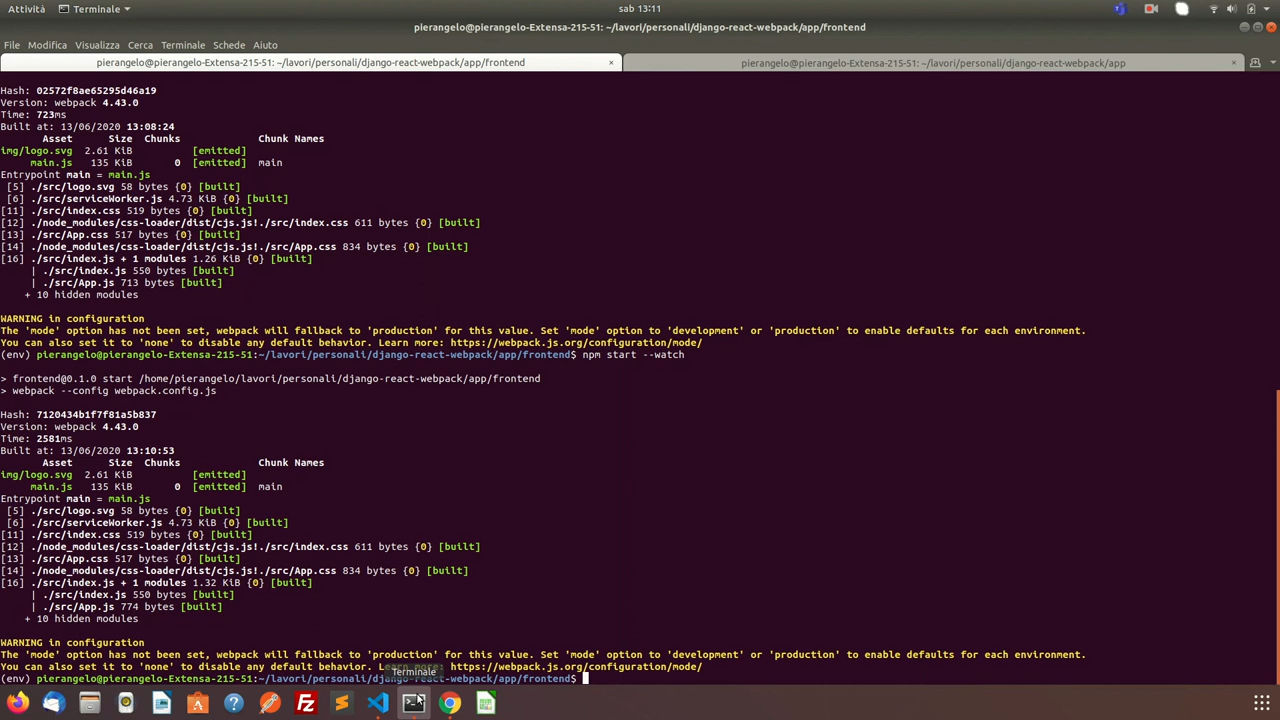 Attività
Terminale
sab 13:11
pierangelo@pierangelo-Extensa-215-51: ~/lavori/personali/django-react-webpack/app/frontend
File Modifica Visualizza Cerca Terminale Schede Aiuto
pierangelo@pierangelo-Extensa-215-51: ~/lavori/personali/django-react-webpack/app/frontend
pierangelo@pierangelo-Extensa-215-51: ~/lavori/personali/django-react-webpack/app
Hash: 02572f8ae65295d46a19
Version: webpack 4.43.0
Time: 723ms
Built at: 13/06/2020 13:08:24
Asset Size Chunks Chunk Names
img/logo.svg 2.61 KiB [emitted]
main.js 135 KiB 0 [emitted] main
Entrypoint main = main.js
[5] ./src/logo.svg 58 bytes {0} [built]
[6] ./src/serviceWorker.js 4.73 KiB {0} [built]
[11] ./src/index.css 519 bytes {0} [built]
[12] ./node_modules/css-loader/dist/cjs.js!./src/index.css 611 bytes {0} [built]
[13] ./src/App.css 517 bytes {0} [built]
[14] ./node_modules/css-loader/dist/cjs.js!./src/App.css 834 bytes {0} [built]
[16] ./src/index.js + 1 modules 1.26 KiB {0} [built]
| ./src/index.js 550 bytes [built]
| ./src/App.js 713 bytes [built]
+ 10 hidden modules
WARNING in configuration
The 'mode' option has not been set, webpack will fallback to 'production' for this value. Set 'mode' option to 'development' or 'production' to enable defaults for each environment.
You can also set it to 'none' to disable any default behavior. Learn more: https://webpack.js.org/configuration/mode/
(env) pierangelo@pierangelo-Extensa-215-51:~/lavori/personali/django-react-webpack/app/frontend$ npm start --watch
> frontend@0.1.0 start /home/pierangelo/lavori/personali/django-react-webpack/app/frontend
> webpack --config webpack.config.js
Hash: 7120434b1f7f81a5b837
Version: webpack 4.43.0
Time: 2581ms
Built at: 13/06/2020 13:10:53
Asset Size Chunks Chunk Names
img/logo.svg 2.61 KiB [emitted]
main.js 135 KiB 0 [emitted] main
Entrypoint main = main.js
[5] ./src/logo.svg 58 bytes {0} [built]
[6] ./src/serviceWorker.js 4.73 KiB {0} [built]
[11] ./src/index.css 519 bytes {0} [built]
[12] ./node_modules/css-loader/dist/cjs.js!./src/index.css 611 bytes {0} [built]
[13] ./src/App.css 517 bytes {0} [built]
[14] ./node_modules/css-loader/dist/cjs.js!./src/App.css 834 bytes {0} [built]
[16] ./src/index.js + 1 modules 1.32 KiB {0} [built]
| ./src/index.js 550 bytes [built]
| ./src/App.js 774 bytes [built]
+ 10 hidden modules
WARNING in configuration
The 'mode' option has not been set, webpack will fallback to 'production' for this value. Set 'mode' option to 'development' or 'production' to enable defaults for each environment.
You can also set it to 'none' to disable any default behavior. Learn more: https://webpack.js.org/configuration/mode/
Terminale
(env) pierangelo@pierangelo-Extensa-215-51:~/lavori/personali/django-react-webpack/app/frontend$